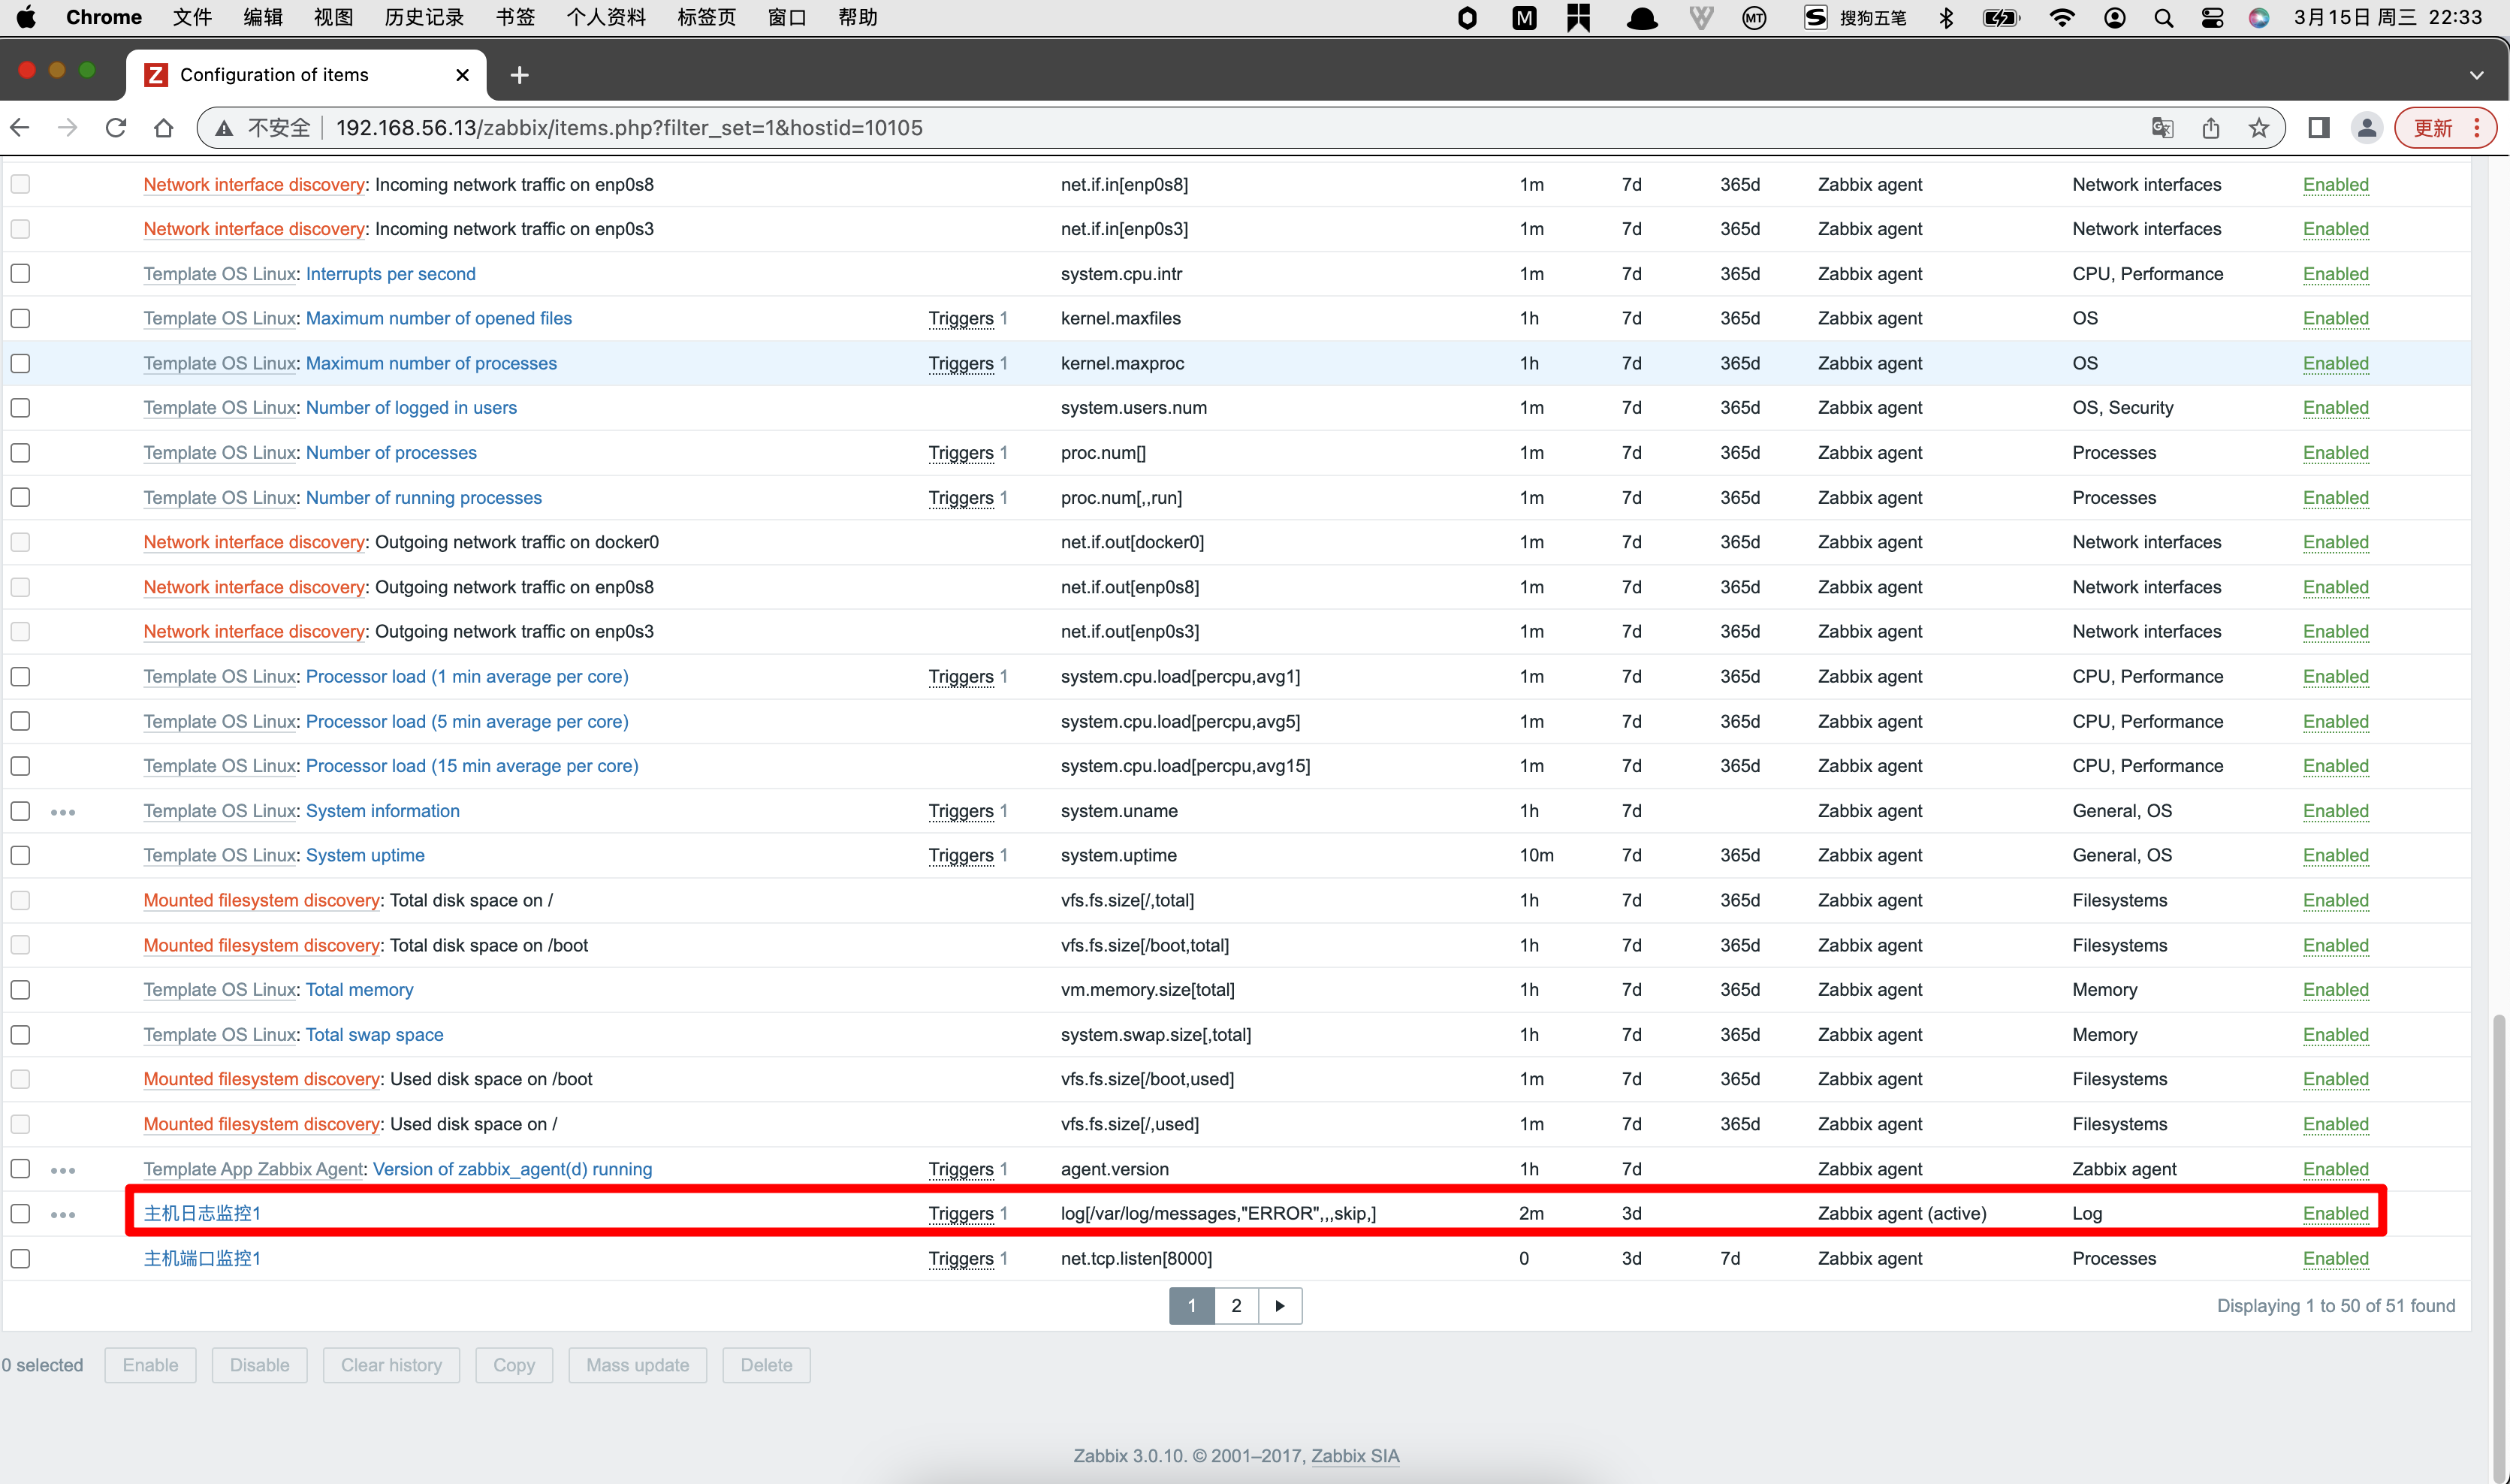 Chrome 文件 编辑 视图 历史记录 书签 个人资料 标签页 窗口 帮助 M MT S 搜狗五笔 3月15日 周三 22:33
Z Configuration of items
不安全 192.168.56.13/zabbix/items.php?filter_set=1&hostid=10105 更新
Network interface discovery: Incoming network traffic on enp0s8 net.if.in[enp0s8] 1m 7d 365d Zabbix agent Network interfaces Enabled
Network interface discovery: Incoming network traffic on enp0s3 net.if.in[enp0s3] 1m 7d 365d Zabbix agent Network interfaces Enabled
Template OS Linux: Interrupts per second system.cpu.intr 1m 7d 365d Zabbix agent CPU, Performance Enabled
Template OS Linux: Maximum number of opened files Triggers 1 kernel.maxfiles 1h 7d 365d Zabbix agent OS Enabled
Template OS Linux: Maximum number of processes Triggers 1 kernel.maxproc 1h 7d 365d Zabbix agent OS Enabled
Template OS Linux: Number of logged in users system.users.num 1m 7d 365d Zabbix agent OS, Security Enabled
Template OS Linux: Number of processes Triggers 1 proc.num[] 1m 7d 365d Zabbix agent Processes Enabled
Template OS Linux: Number of running processes Triggers 1 proc.num[,,run] 1m 7d 365d Zabbix agent Processes Enabled
Network interface discovery: Outgoing network traffic on docker0 net.if.out[docker0] 1m 7d 365d Zabbix agent Network interfaces Enabled
Network interface discovery: Outgoing network traffic on enp0s8 net.if.out[enp0s8] 1m 7d 365d Zabbix agent Network interfaces Enabled
Network interface discovery: Outgoing network traffic on enp0s3 net.if.out[enp0s3] 1m 7d 365d Zabbix agent Network interfaces Enabled
Template OS Linux: Processor load (1 min average per core) Triggers 1 system.cpu.load[percpu,avg1] 1m 7d 365d Zabbix agent CPU, Performance Enabled
Template OS Linux: Processor load (5 min average per core) system.cpu.load[percpu,avg5] 1m 7d 365d Zabbix agent CPU, Performance Enabled
Template OS Linux: Processor load (15 min average per core) system.cpu.load[percpu,avg15] 1m 7d 365d Zabbix agent CPU, Performance Enabled
Template OS Linux: System information Triggers 1 system.uname 1h 7d Zabbix agent General, OS Enabled
Template OS Linux: System uptime Triggers 1 system.uptime 10m 7d 365d Zabbix agent General, OS Enabled
Mounted filesystem discovery: Total disk space on / vfs.fs.size[/,total] 1h 7d 365d Zabbix agent Filesystems Enabled
Mounted filesystem discovery: Total disk space on /boot vfs.fs.size[/boot,total] 1h 7d 365d Zabbix agent Filesystems Enabled
Template OS Linux: Total memory vm.memory.size[total] 1h 7d 365d Zabbix agent Memory Enabled
Template OS Linux: Total swap space system.swap.size[,total] 1h 7d 365d Zabbix agent Memory Enabled
Mounted filesystem discovery: Used disk space on /boot vfs.fs.size[/boot,used] 1m 7d 365d Zabbix agent Filesystems Enabled
Mounted filesystem discovery: Used disk space on / vfs.fs.size[/,used] 1m 7d 365d Zabbix agent Filesystems Enabled
Template App Zabbix Agent: Version of zabbix_agent(d) running Triggers 1 agent.version 1h 7d Zabbix agent Zabbix agent Enabled
主机日志监控1 Triggers 1 log[/var/log/messages,"ERROR",,,skip,] 2m 3d Zabbix agent (active) Log Enabled
主机端口监控1 Triggers 1 net.tcp.listen[8000] 0 3d 7d Zabbix agent Processes Enabled
1 2 Displaying 1 to 50 of 51 found
0 selected Enable Disable Clear history Copy Mass update Delete
Zabbix 3.0.10. © 2001–2017, Zabbix SIA